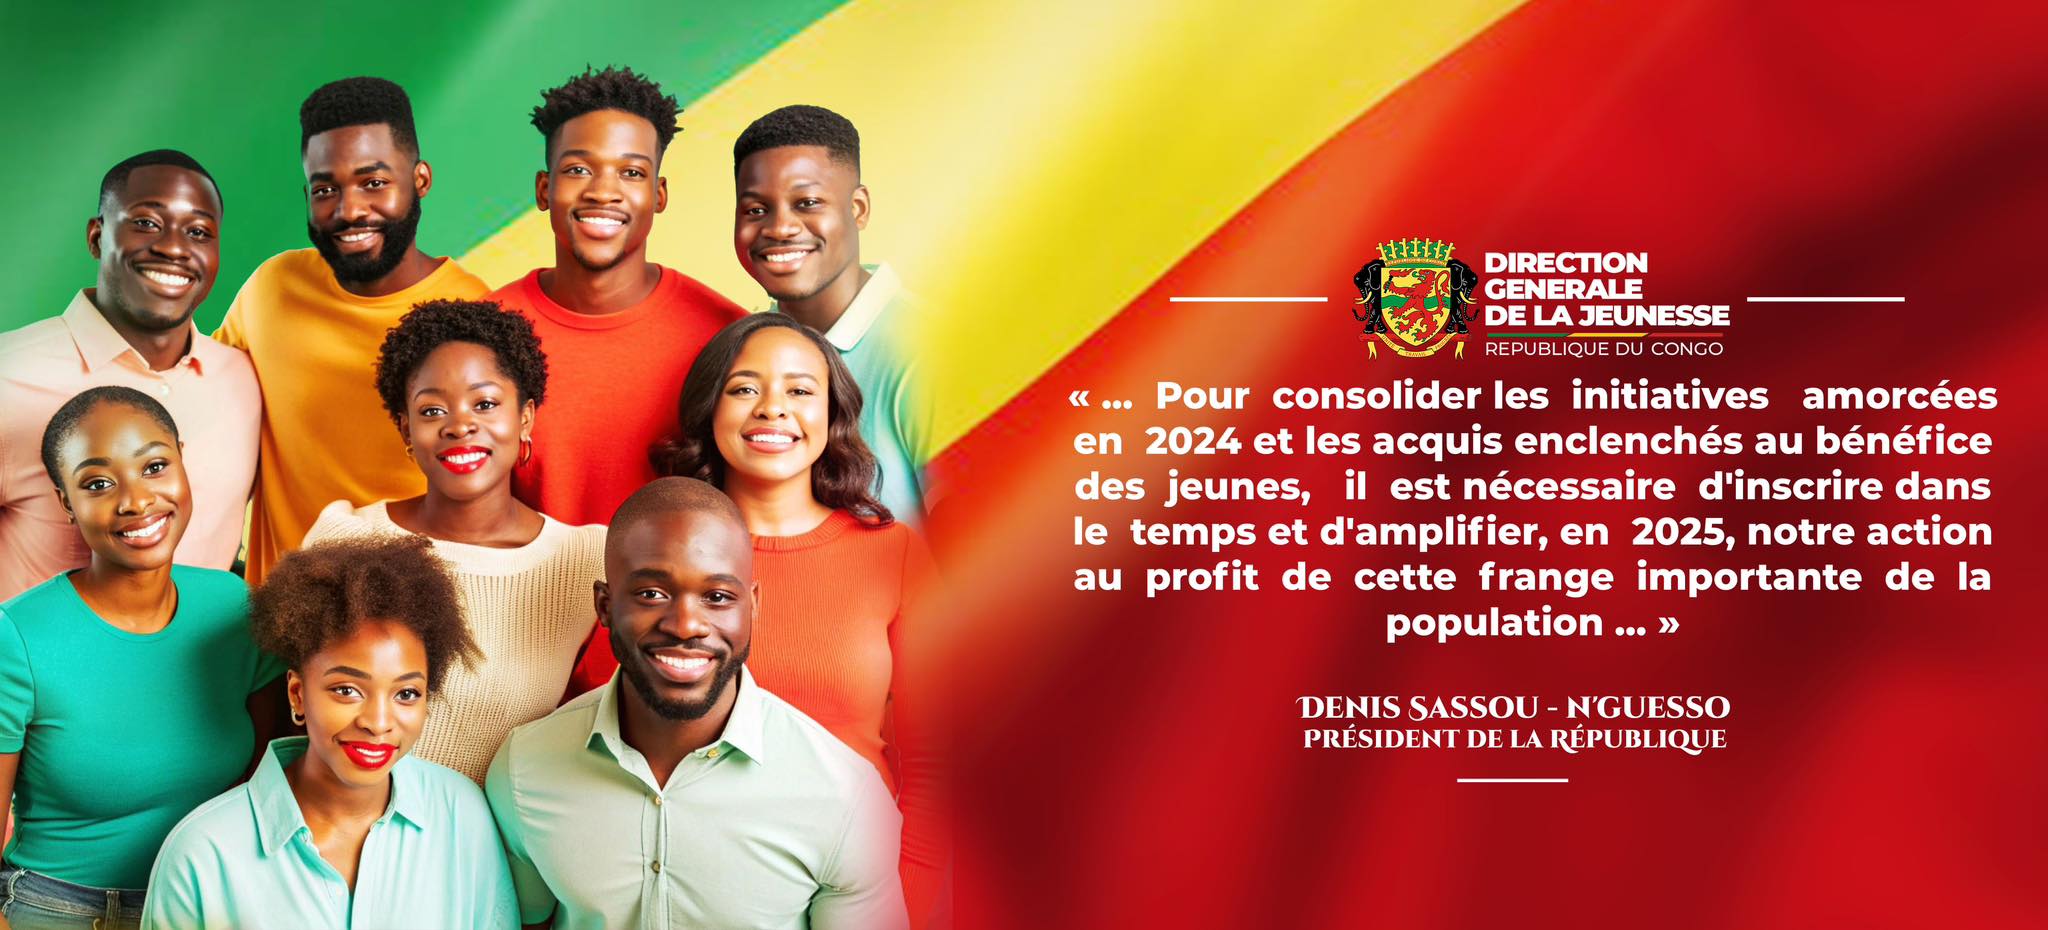 DIRECTION
GENERALE
DE LA JEUNESSE
REPUBLIQUE DU CONGO
« ... Pour consolider les initiatives amorcées
en 2024 et les acquis enclenchés au bénéfice
des jeunes, il est nécessaire d'inscrire dans
le temps et d'amplifier, en 2025, notre action
au profit de cette frange importante de la
population ... »
DENIS SASSOU - N'GUESSO
PRÉSIDENT DE LA RÉPUBLIQUE